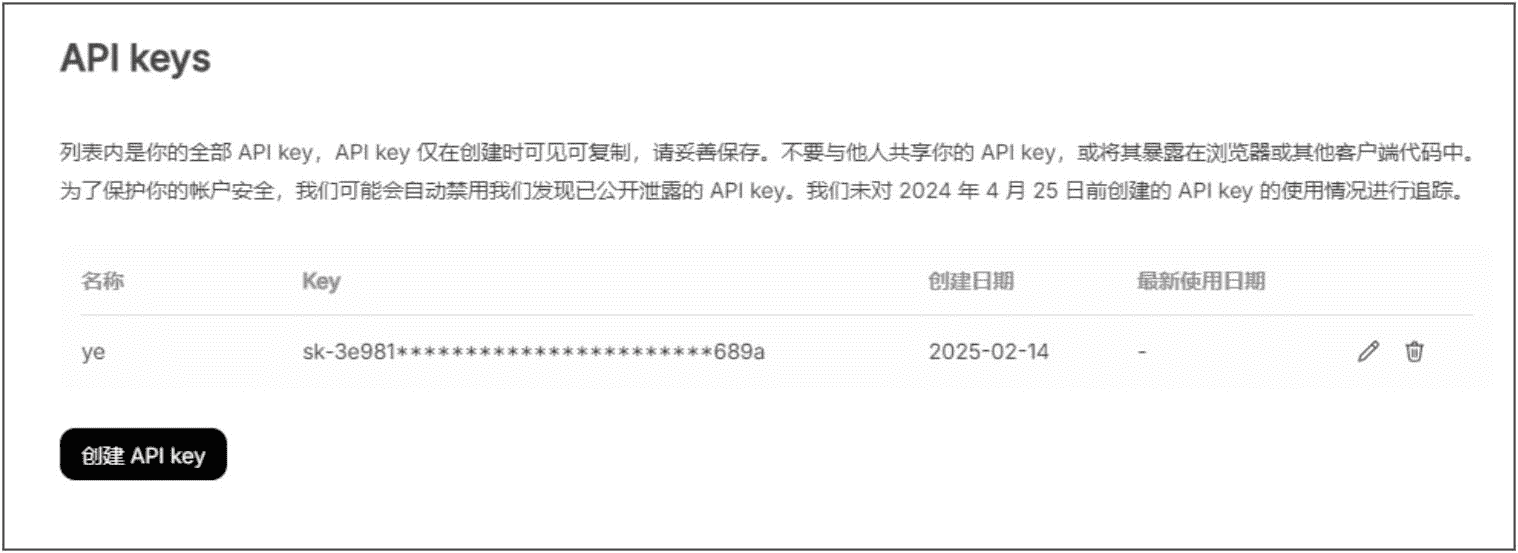 API keys
列表内是你的全部 API key，API key 仅在创建时可见可复制，请妥善保存。不要与他人共享你的 API key，或将其暴露在浏览器或其他客户端代码中。
为了保护你的帐户安全，我们可能会自动禁用我们发现已公开泄露的 API key。我们未对 2024 年 4 月 25 日前创建的 API key 的使用情况进行追踪。
名称 Key 创建日期 最新使用日期
ye sk-3e981***********************689a 2025-02-14 -
创建 API key